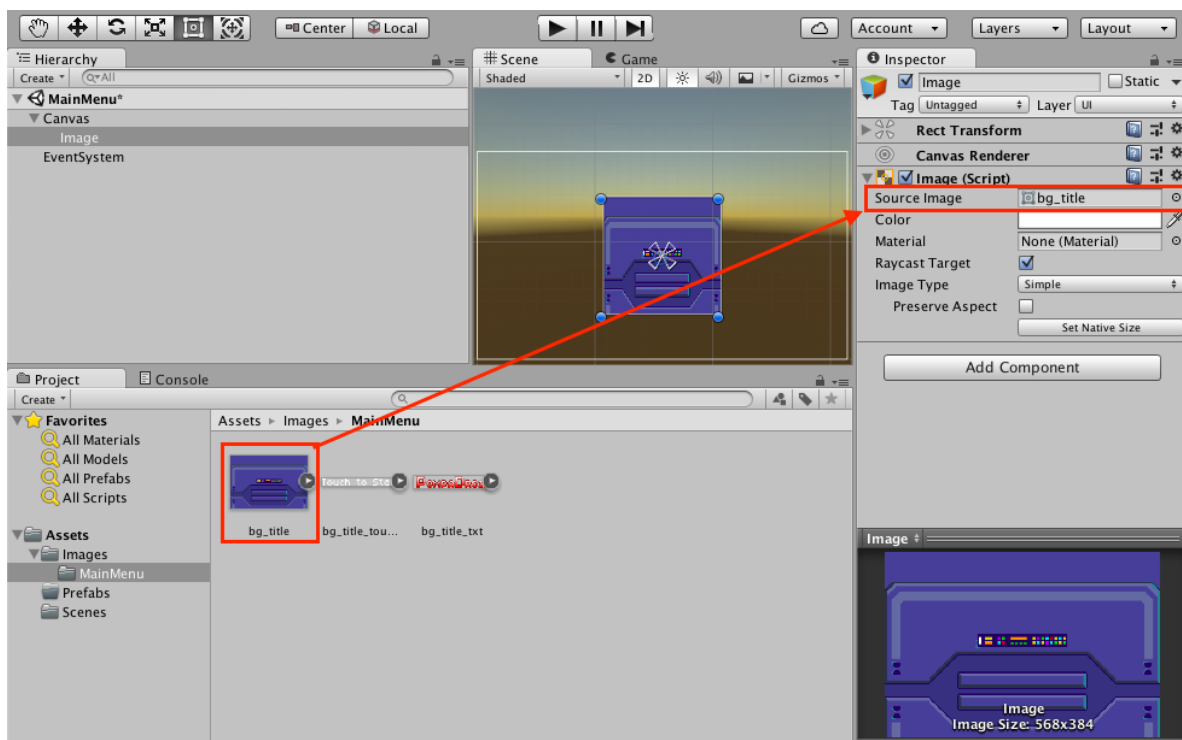 Center Local
Account Layers Layout
Hierarchy
Create All
MainMenu*
Canvas
Image
EventSystem
Scene Game
Shaded 2D Gizmos
Inspector
Image Static
Tag Untagged Layer UI
Rect Transform
Canvas Renderer
Image (Script)
Source Image bg_title
Color
Material None (Material)
Raycast Target
Image Type Simple
Preserve Aspect
Set Native Size
Add Component
Project Console
Create
Favorites
All Materials
All Models
All Prefabs
All Scripts
Assets
Images
MainMenu
Prefabs
Scenes
Assets ▸ Images ▸ MainMenu
Touch to Sta
bg_title bg_title_tou... bg_title_txt
Image
Image
Image Size: 568x384